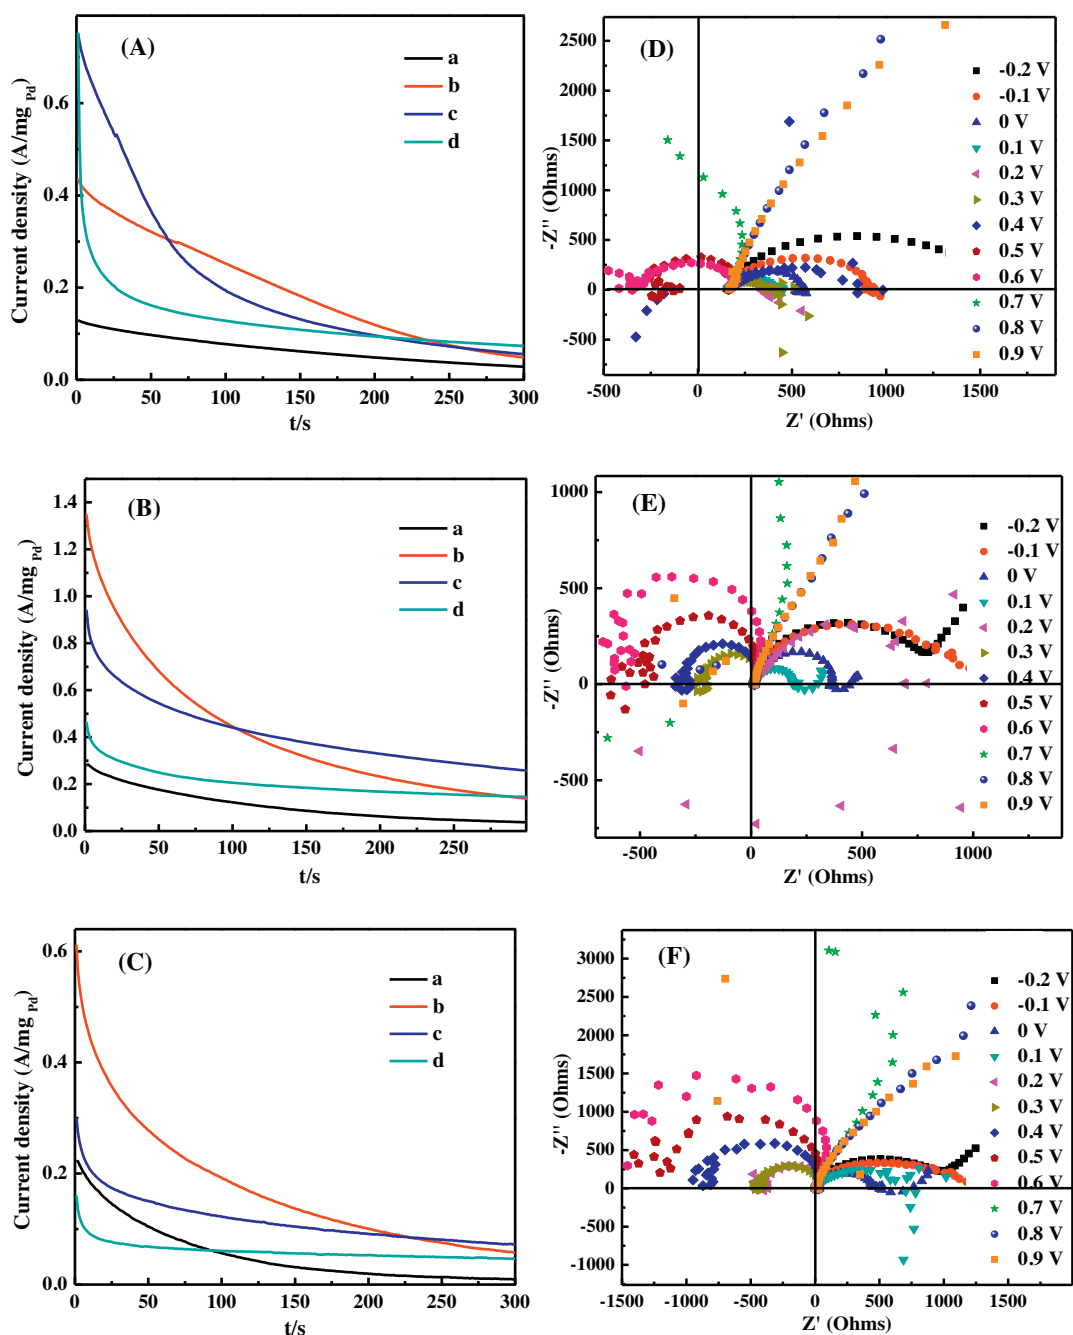 (A)
a
b
c
d
Current density (A/mg Pd)
0.6
0.4
0.2
0.0
0 50 100 150 200 250 300
t/s
(D)
-Z'' (Ohms)
2500
2000
1500
1000
500
0
-500
-500 0 500 1000 1500
Z' (Ohms)
-0.2 V
-0.1 V
0 V
0.1 V
0.2 V
0.3 V
0.4 V
0.5 V
0.6 V
0.7 V
0.8 V
0.9 V
(B)
a
b
c
d
Current density (A/mg Pd)
1.4
1.2
1.0
0.8
0.6
0.4
0.2
0.0
0 50 100 150 200 250
t/s
(E)
-Z'' (Ohms)
1000
500
0
-500
-500 0 500 1000
Z' (Ohms)
-0.2 V
-0.1 V
0 V
0.1 V
0.2 V
0.3 V
0.4 V
0.5 V
0.6 V
0.7 V
0.8 V
0.9 V
(C)
a
b
c
d
Current density (A/mg Pd)
0.6
0.4
0.2
0.0
0 50 100 150 200 250 300
t/s
(F)
-Z'' (Ohms)
3000
2500
2000
1500
1000
500
0
-500
-1000
-1500 -1000 -500 0 500 1000 1500
Z' (Ohms)
-0.2 V
-0.1 V
0 V
0.1 V
0.2 V
0.3 V
0.4 V
0.5 V
0.6 V
0.7 V
0.8 V
0.9 V